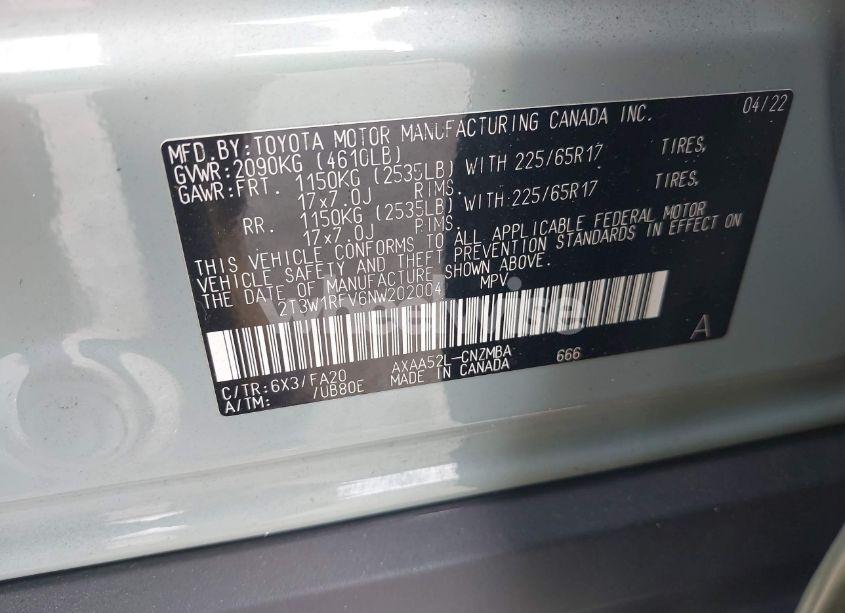 04/22
MFD. BY: TOYOTA MOTOR MANUFACTURING CANADA INC.
GVWR: 2090KG (4610LB)
GAWR: FRT. 1150KG (2535LB) WITH 225/65R17 TIRES,
17x7.0J RIMS.
RR. 1150KG (2535LB) WITH 225/65R17 TIRES,
17x7.0J RIMS.
THIS VEHICLE CONFORMS TO ALL APPLICABLE FEDERAL MOTOR
VEHICLE SAFETY AND THEFT PREVENTION STANDARDS IN EFFECT ON
THE DATE OF MANUFACTURE SHOWN ABOVE.
2T3W1RFV6NW202004 MPV
A
C/TR: 6X3/FA20 AXAA52L-CNZMBA 666
A/TM: /UB80E MADE IN CANADA